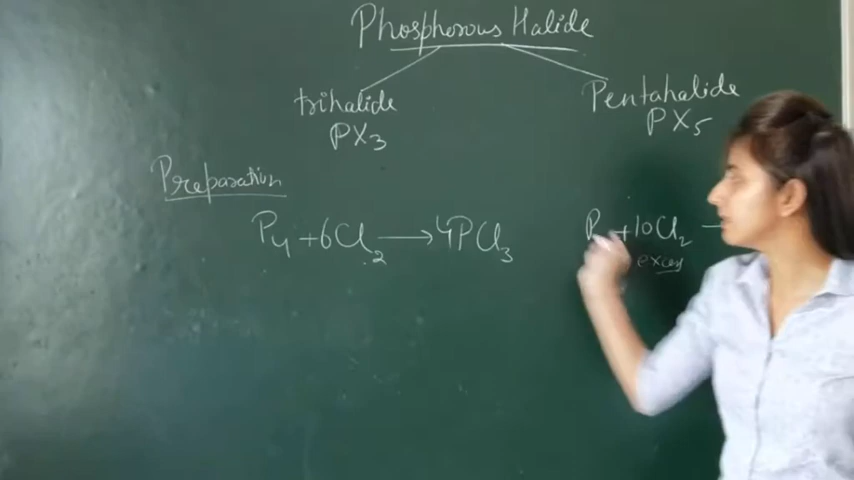 Phosphorous Halide
trihalide
PX3
Pentahalide
PX5
Preparation
P4 + 6Cl2 → 4PCl3
P + 10Cl2 →
excess